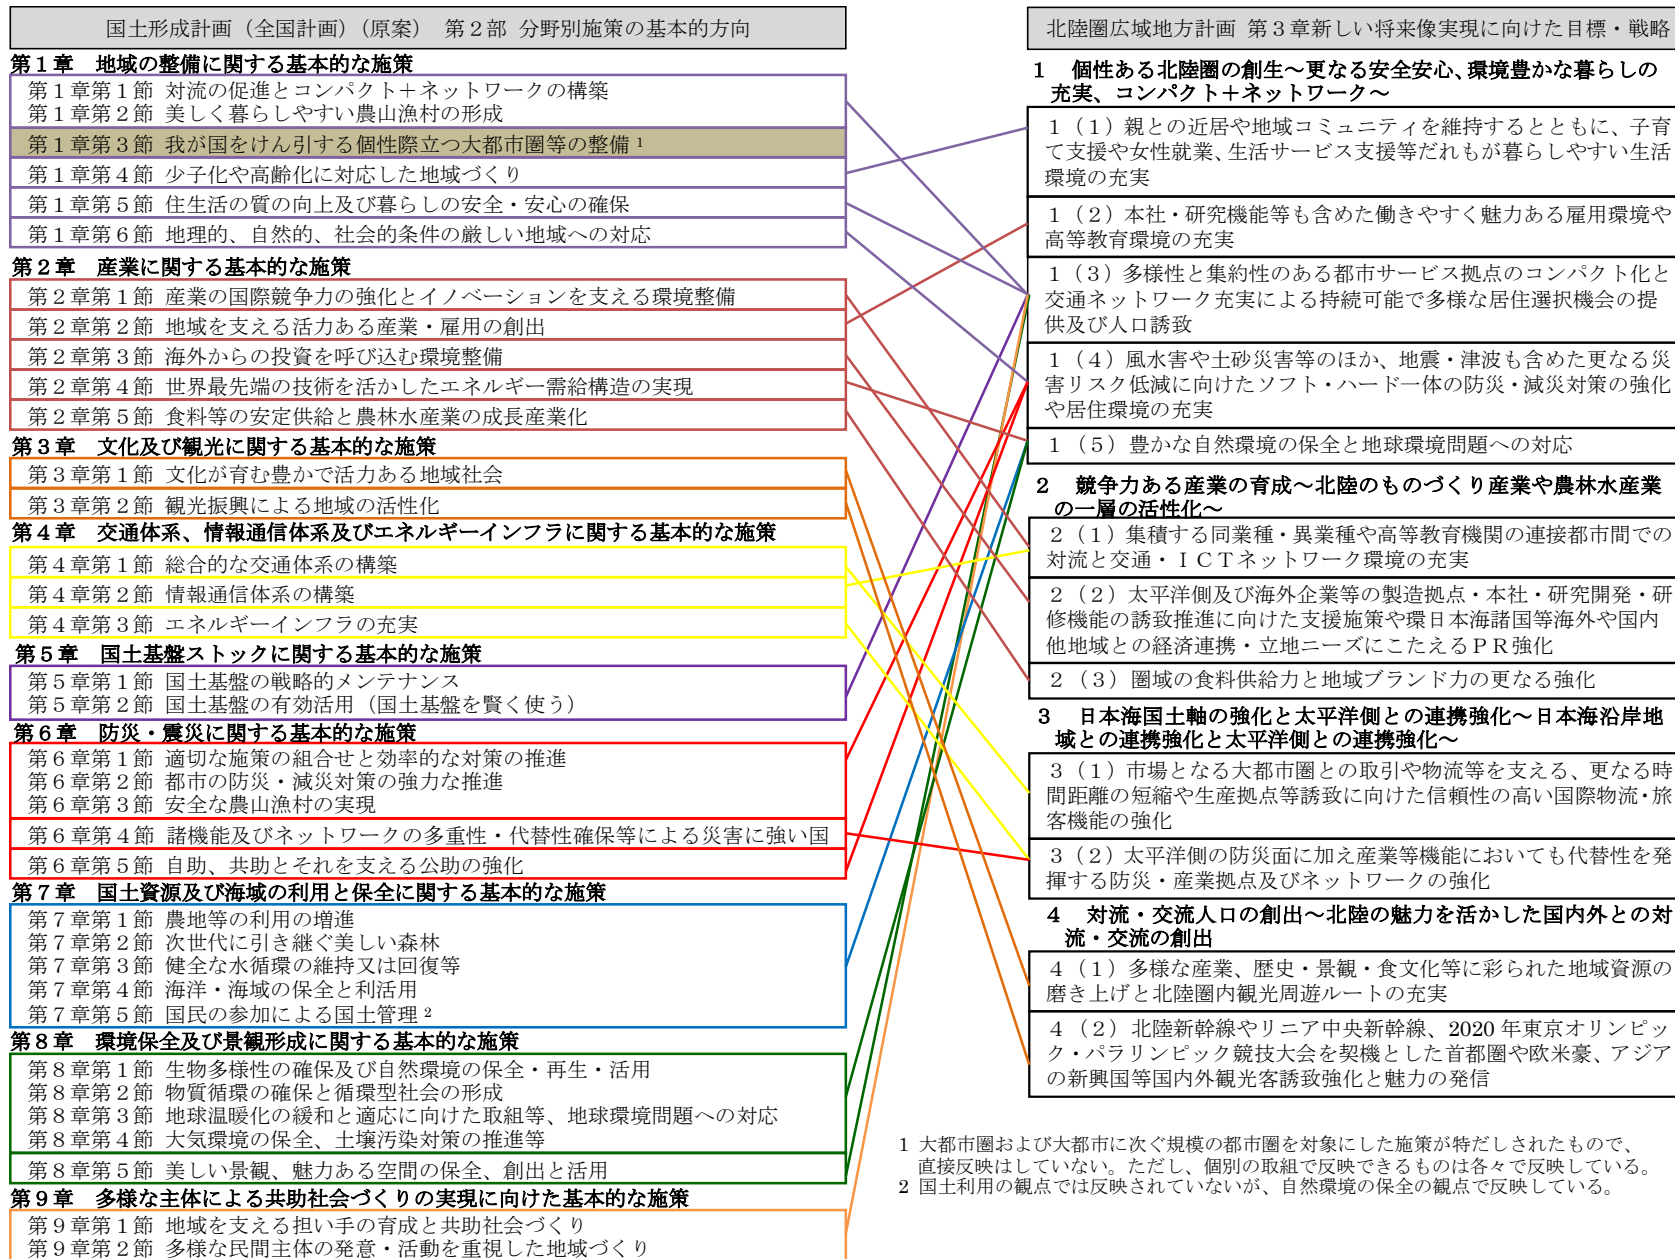 国土形成計画（全国計画）（原案）　第２部 分野別施策の基本的方向
第１章　地域の整備に関する基本的な施策
第１章第１節 対流の促進とコンパクト＋ネットワークの構築
第１章第２節 美しく暮らしやすい農山漁村の形成
第１章第３節 我が国をけん引する個性際立つ大都市圏等の整備 1
第１章第４節 少子化や高齢化に対応した地域づくり
第１章第５節 住生活の質の向上及び暮らしの安全・安心の確保
第１章第６節 地理的、自然的、社会的条件の厳しい地域への対応
第２章　産業に関する基本的な施策
第２章第１節 産業の国際競争力の強化とイノベーションを支える環境整備
第２章第２節 地域を支える活力ある産業・雇用の創出
第２章第３節 海外からの投資を呼び込む環境整備
第２章第４節 世界最先端の技術を活かしたエネルギー需給構造の実現
第２章第５節 食料等の安定供給と農林水産業の成長産業化
第３章　文化及び観光に関する基本的な施策
第３章第１節 文化が育む豊かで活力ある地域社会
第３章第２節 観光振興による地域の活性化
第４章　交通体系、情報通信体系及びエネルギーインフラに関する基本的な施策
第４章第１節 総合的な交通体系の構築
第４章第２節 情報通信体系の構築
第４章第３節 エネルギーインフラの充実
第５章　国土基盤ストックに関する基本的な施策
第５章第１節 国土基盤の戦略的メンテナンス
第５章第２節 国土基盤の有効活用（国土基盤を賢く使う）
第６章　防災・震災に関する基本的な施策
第６章第１節 適切な施策の組合せと効率的な対策の推進
第６章第２節 都市の防災・減災対策の強力な推進
第６章第３節 安全な農山漁村の実現
第６章第４節 諸機能及びネットワークの多重性・代替性確保等による災害に強い国
第６章第５節 自助、共助とそれを支える公助の強化
第７章　国土資源及び海域の利用と保全に関する基本的な施策
第７章第１節 農地等の利用の増進
第７章第２節 次世代に引き継ぐ美しい森林
第７章第３節 健全な水循環の維持又は回復等
第７章第４節 海洋・海域の保全と利活用
第７章第５節 国民の参加による国土管理 2
第８章　環境保全及び景観形成に関する基本的な施策
第８章第１節 生物多様性の確保及び自然環境の保全・再生・活用
第８章第２節 物質循環の確保と循環型社会の形成
第８章第３節 地球温暖化の緩和と適応に向けた取組等、地球環境問題への対応
第８章第４節 大気環境の保全、土壌汚染対策の推進等
第８章第５節 美しい景観、魅力ある空間の保全、創出と活用
第９章　多様な主体による共助社会づくりの実現に向けた基本的な施策
第９章第１節 地域を支える担い手の育成と共助社会づくり
第９章第２節 多様な民間主体の発意・活動を重視した地域づくり
北陸圏広域地方計画 第３章新しい将来像実現に向けた目標・戦略
１　個性ある北陸圏の創生～更なる安全安心、環境豊かな暮らしの
充実、コンパクト＋ネットワーク～
１（１）親との近居や地域コミュニティを維持するとともに、子育
て支援や女性就業、生活サービス支援等だれもが暮らしやすい生活
環境の充実
１（２）本社・研究機能等も含めた働きやすく魅力ある雇用環境や
高等教育環境の充実
１（３）多様性と集約性のある都市サービス拠点のコンパクト化と
交通ネットワーク充実による持続可能で多様な居住選択機会の提
供及び人口誘致
１（４）風水害や土砂災害等のほか、地震・津波も含めた更なる災
害リスク低減に向けたソフト・ハード一体の防災・減災対策の強化
や居住環境の充実
１（５）豊かな自然環境の保全と地球環境問題への対応
２　競争力ある産業の育成～北陸のものづくり産業や農林水産業
の一層の活性化～
２（１）集積する同業種・異業種や高等教育機関の連接都市間での
対流と交通・ＩＣＴネットワーク環境の充実
２（２）太平洋側及び海外企業等の製造拠点・本社・研究開発・研
修機能の誘致推進に向けた支援施策や環日本海諸国等海外や国内
他地域との経済連携・立地ニーズにこたえるＰＲ強化
２（３）圏域の食料供給力と地域ブランド力の更なる強化
３　日本海国土軸の強化と太平洋側との連携強化～日本海沿岸地
域との連携強化と太平洋側との連携強化～
３（１）市場となる大都市圏との取引や物流等を支える、更なる時
間距離の短縮や生産拠点等誘致に向けた信頼性の高い国際物流・旅
客機能の強化
３（２）太平洋側の防災面に加え産業等機能においても代替性を発
揮する防災・産業拠点及びネットワークの強化
４　対流・交流人口の創出～北陸の魅力を活かした国内外との対
流・交流の創出
４（１）多様な産業、歴史・景観・食文化等に彩られた地域資源の
磨き上げと北陸圏内観光周遊ルートの充実
４（２）北陸新幹線やリニア中央新幹線、2020 年東京オリンピッ
ク・パラリンピック競技大会を契機とした首都圏や欧米豪、アジア
の新興国等国内外観光客誘致強化と魅力の発信
1 大都市圏および大都市に次ぐ規模の都市圏を対象にした施策が特だしされたもので、
直接反映はしていない。ただし、個別の取組で反映できるものは各々で反映している。
2 国土利用の観点では反映されていないが、自然環境の保全の観点で反映している。